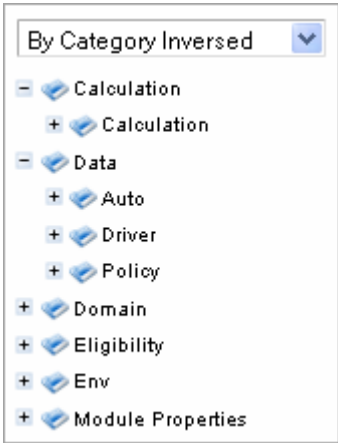 By Category Inversed
Calculation
Calculation
Data
Auto
Driver
Policy
Domain
Eligibility
Env
Module Properties